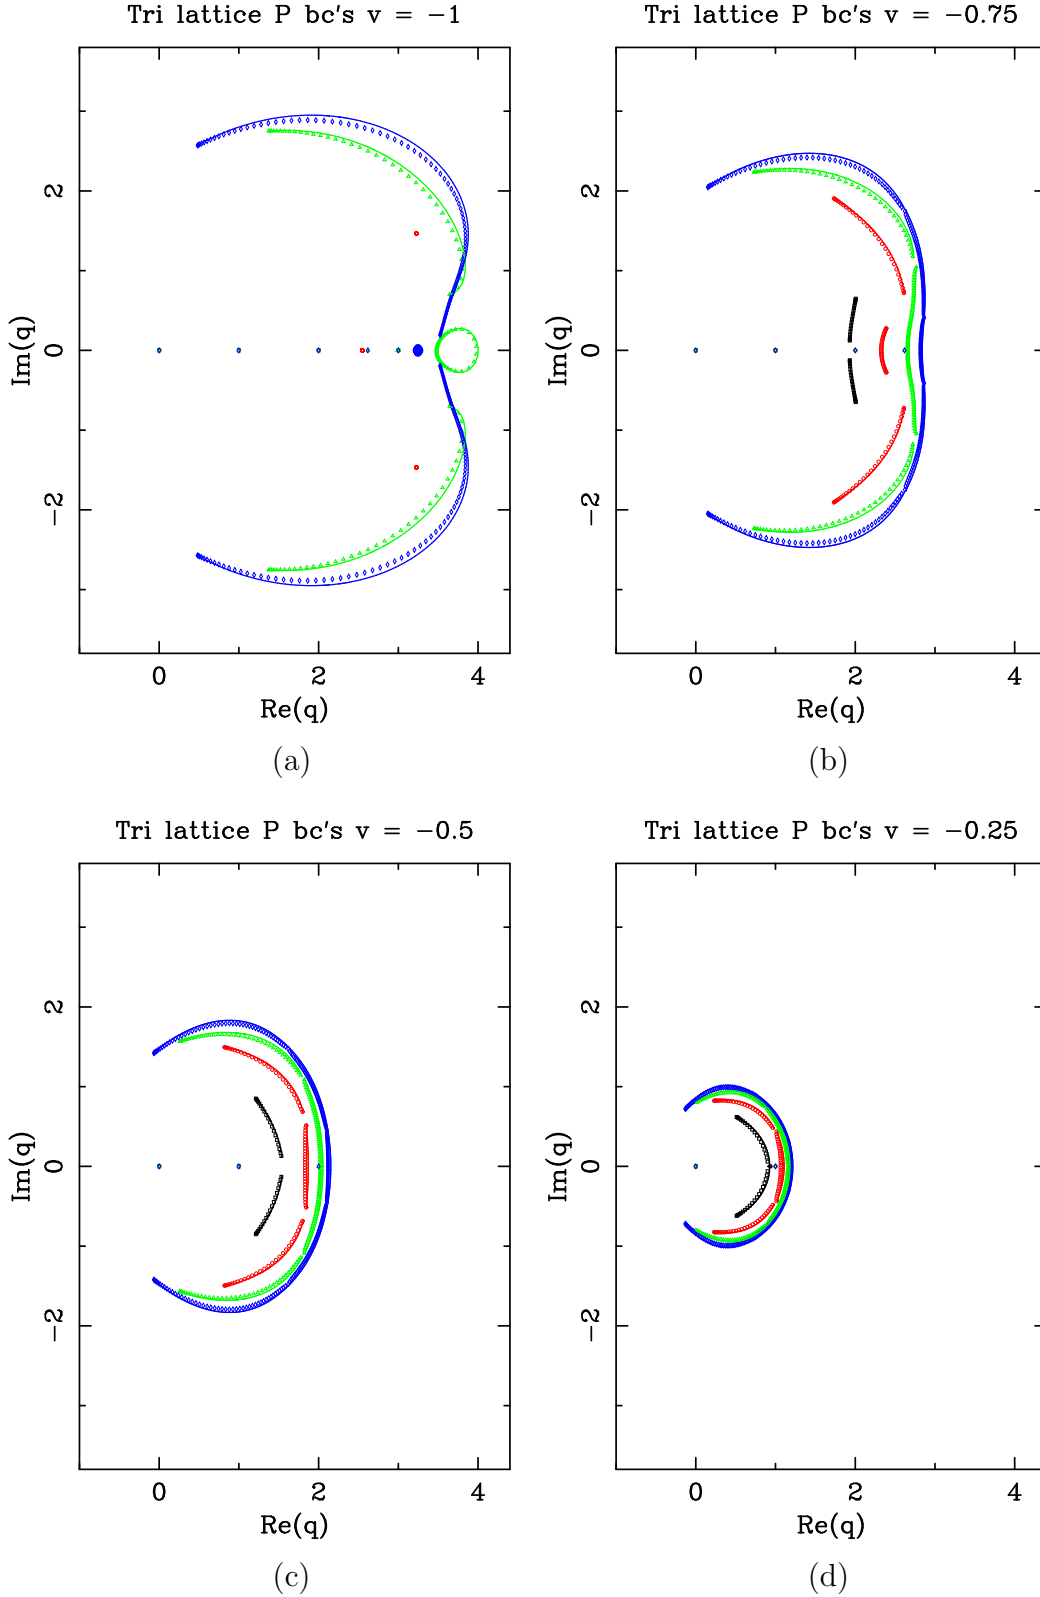 Tri lattice P bc's v = −1
Im(q)
2
0
−2
0 2 4
Re(q)
(a)
Tri lattice P bc's v = −0.75
Im(q)
2
0
−2
0 2 4
Re(q)
(b)
Tri lattice P bc's v = −0.5
Im(q)
2
0
−2
0 2 4
Re(q)
(c)
Tri lattice P bc's v = −0.25
Im(q)
2
0
−2
0 2 4
Re(q)
(d)